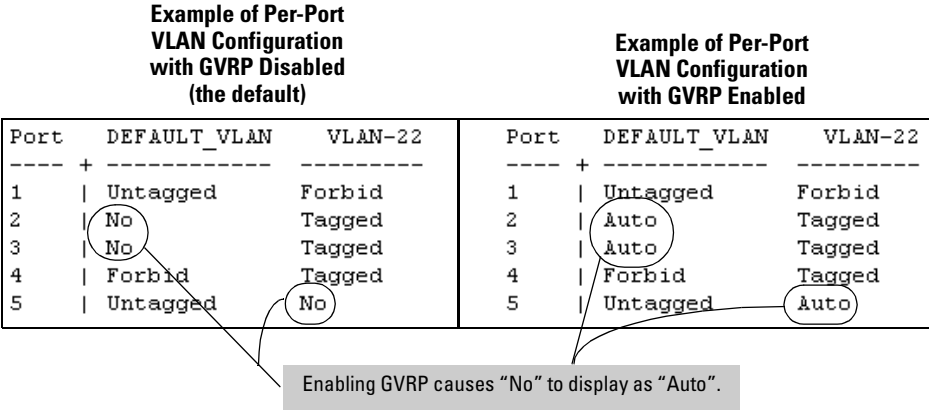 Example of Per-Port
VLAN Configuration
with GVRP Disabled
(the default)
Port DEFAULT_VLAN VLAN-22
---- + ------------ ---------
1 | Untagged Forbid
2 | No Tagged
3 | No Tagged
4 | Forbid Tagged
5 | Untagged No
Example of Per-Port
VLAN Configuration
with GVRP Enabled
Port DEFAULT_VLAN VLAN-22
---- + ------------ ---------
1 | Untagged Forbid
2 | Auto Tagged
3 | Auto Tagged
4 | Forbid Tagged
5 | Untagged Auto
Enabling GVRP causes “No” to display as “Auto”.